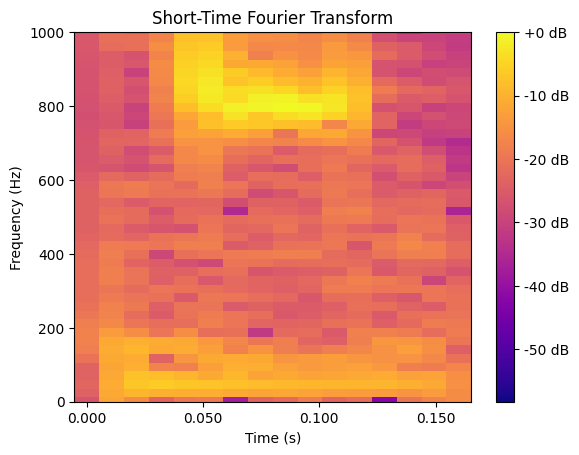 Short-Time Fourier Transform
1000
800
600
400
200
0
Frequency (Hz)
0.000
0.050
0.100
0.150
Time (s)
+0 dB
-10 dB
-20 dB
-30 dB
-40 dB
-50 dB